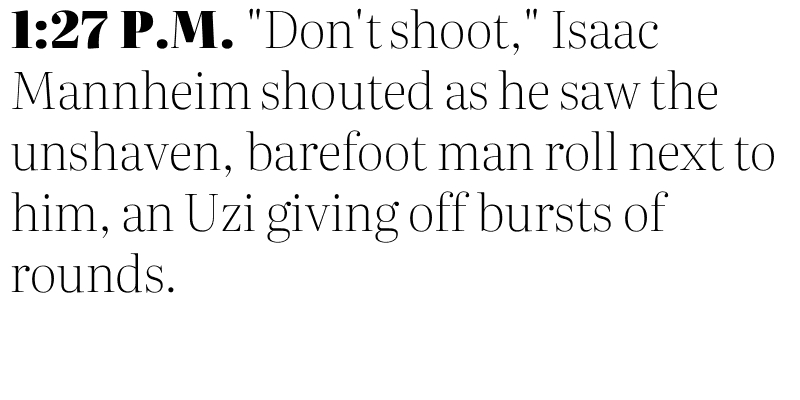 1:27 P.M. "Don't shoot," Isaac
Mannheim shouted as he saw the
unshaven, barefoot man roll next to
him, an Uzi giving off bursts of
rounds.